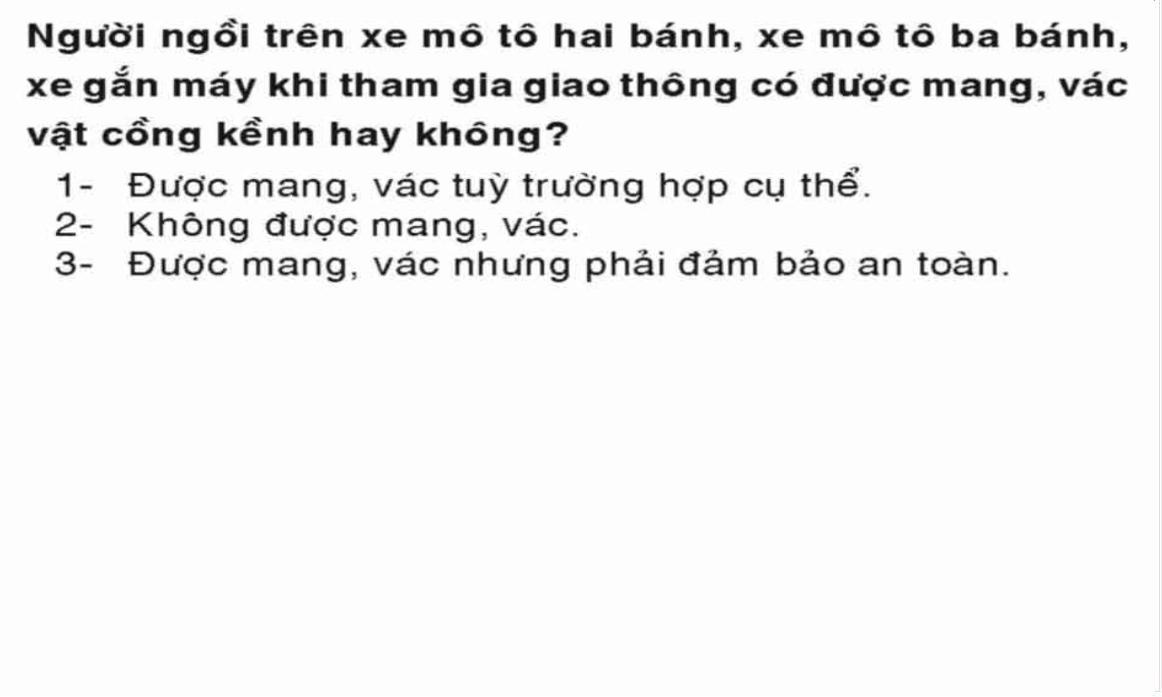 Người ngồi trên xe mô tô hai bánh, xe mô tô ba bánh,
xe gắn máy khi tham gia giao thông có được mang, vác
vật cồng kềnh hay không?
1- Được mang, vác tuỳ trường hợp cụ thể.
2- Không được mang, vác.
3- Được mang, vác nhưng phải đảm bảo an toàn.